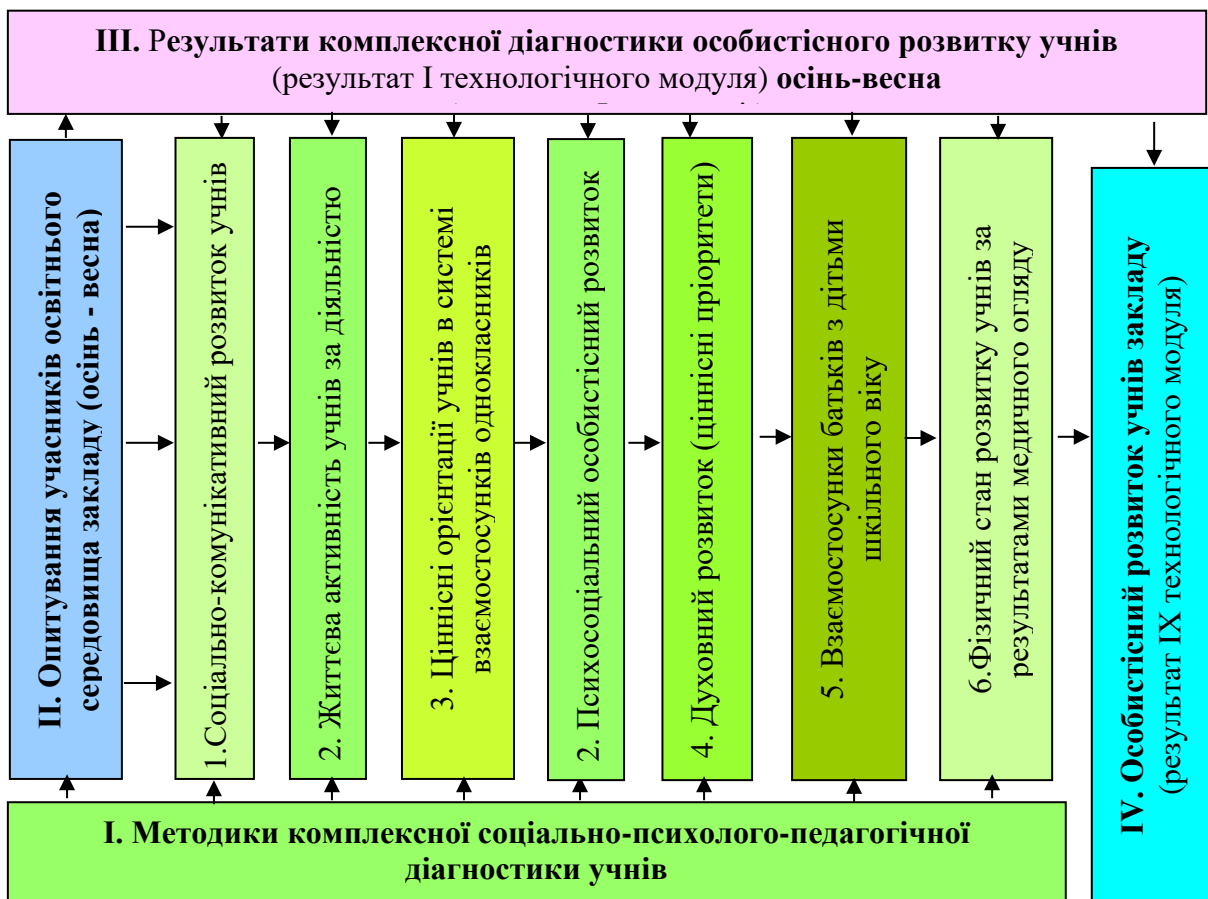 III. Результати комплексної діагностики особистісного розвитку учнів
(результат І технологічного модуля) осінь-весна
ІІ. Опитування учасників освітнього
середовища закладу (осінь - весна)
1.Соціально-комунікативний розвиток учнів
2. Життєва активність учнів за діяльністю
3. Ціннісні орієнтації учнів в системі
взаємостосунків однокласників
2. Психосоціальний особистісний розвиток
4. Духовний розвиток (ціннісні пріоритети)
5. Взаємостосунки батьків з дітьми
шкільного віку
6.Фізичний стан розвитку учнів за
результатами медичного огляду
IV. Особистісний розвиток учнів закладу
(результат ІХ технологічного модуля)
І. Методики комплексної соціально-психолого-педагогічної
діагностики учнів